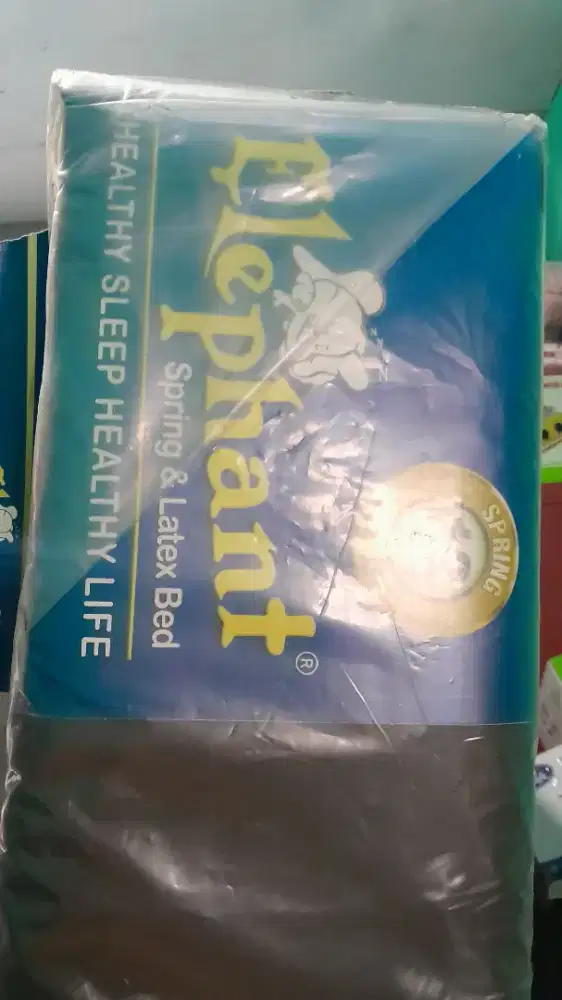 Elephant®
Spring & Latex Bed
HEALTHY SLEEP HEALTHY LIFE
SPRING